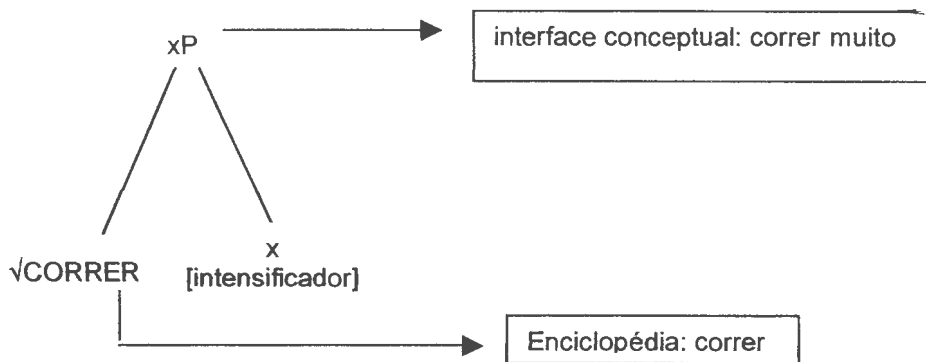 xP
interface conceptual: correr muito
√CORRER
x
[intensificador]
Enciclopédia: correr